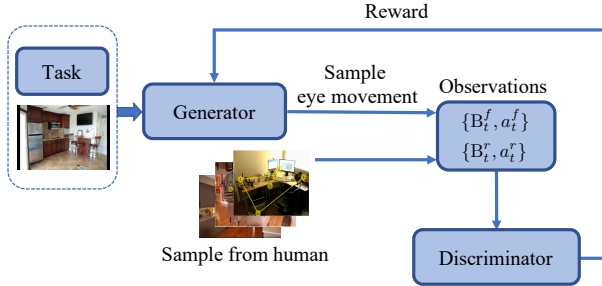 Reward
Task
Generator
Sample
eye movement
Observations
{B_t^f, a_t^f}
{B_t^r, a_t^r}
Sample from human
Discriminator